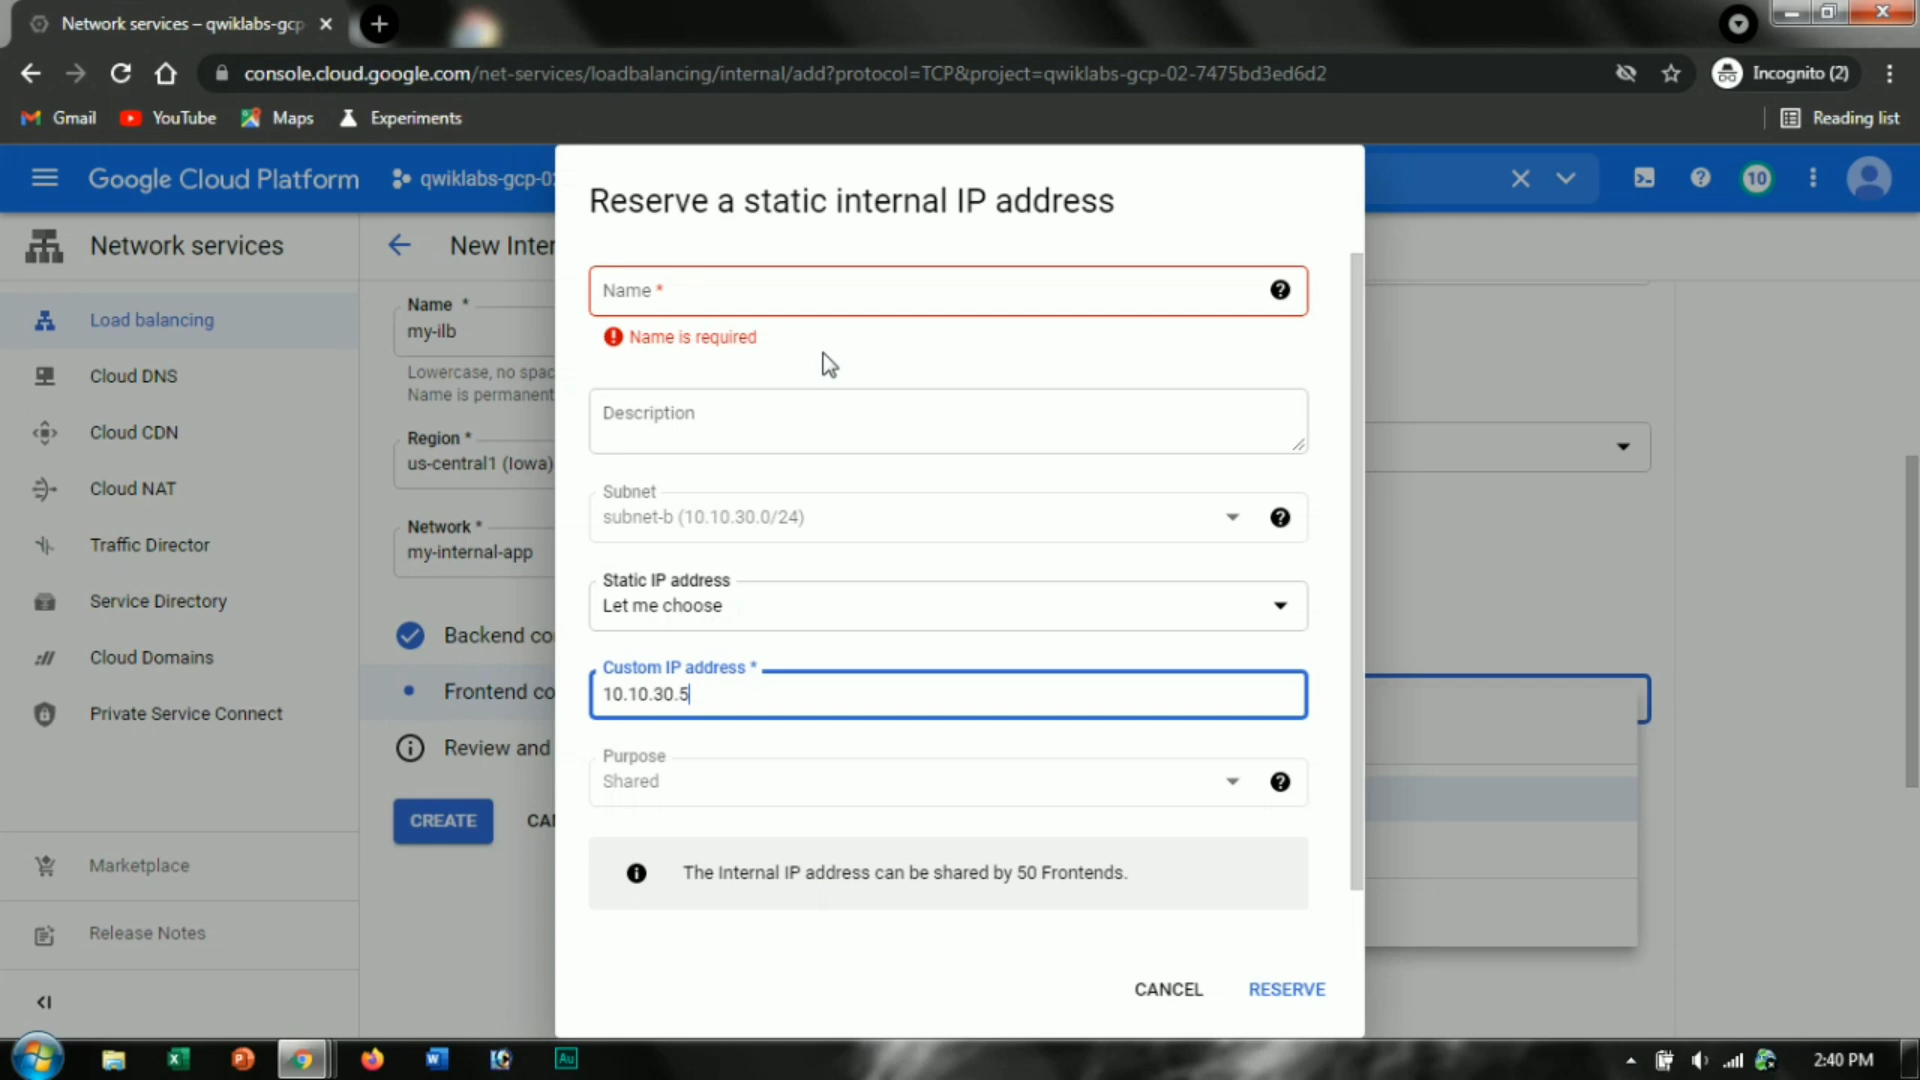 Network services – qwiklabs-gcp
console.cloud.google.com/net-services/loadbalancing/internal/add?protocol=TCP&project=qwiklabs-gcp-02-7475bd3ed6d2
Incognito (2)
Gmail
YouTube
Maps
Experiments
Reading list
Google Cloud Platform
qwiklabs-gcp-02
10
Network services
Load balancing
Cloud DNS
Cloud CDN
Cloud NAT
Traffic Director
Service Directory
Cloud Domains
Private Service Connect
Marketplace
Release Notes
New Inter
Name *
my-ilb
Lowercase, no spac
Name is permanent
Region *
us-central1 (Iowa)
Network *
my-internal-app
Backend co
Frontend co
Review and
CREATE
CAN
Reserve a static internal IP address
Name *
Name is required
Description
Subnet
subnet-b (10.10.30.0/24)
Static IP address
Let me choose
Custom IP address *
10.10.30.5
Purpose
Shared
The Internal IP address can be shared by 50 Frontends.
CANCEL
RESERVE
Au
2:40 PM